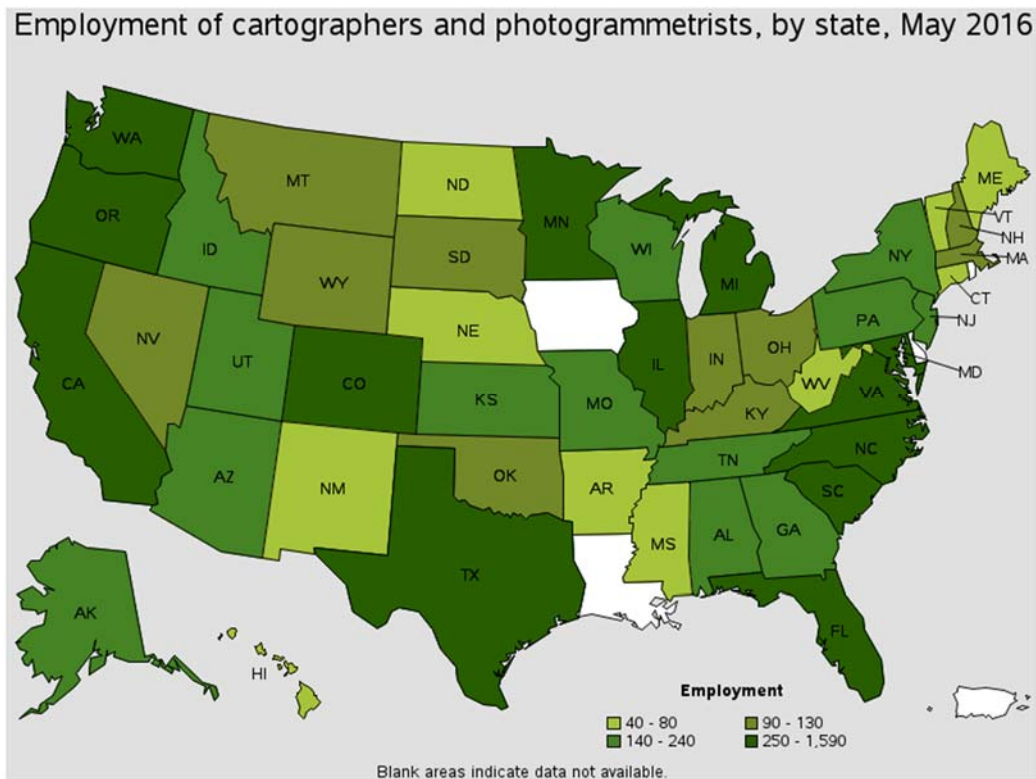 Employment of cartographers and photogrammetrists, by state, May 2016
WA
MT
ND
MN
ME
OR
ID
SD
WI
VT
NH
NY
MA
WY
MI
CT
NV
NE
PA
NJ
UT
CO
IL
IN
OH
MD
CA
KS
MO
WV
VA
KY
AZ
NM
OK
AR
TN
NC
SC
MS
AL
GA
TX
AK
FL
HI
Employment
40 - 80 90 - 130
140 - 240 250 - 1,590
Blank areas indicate data not available.